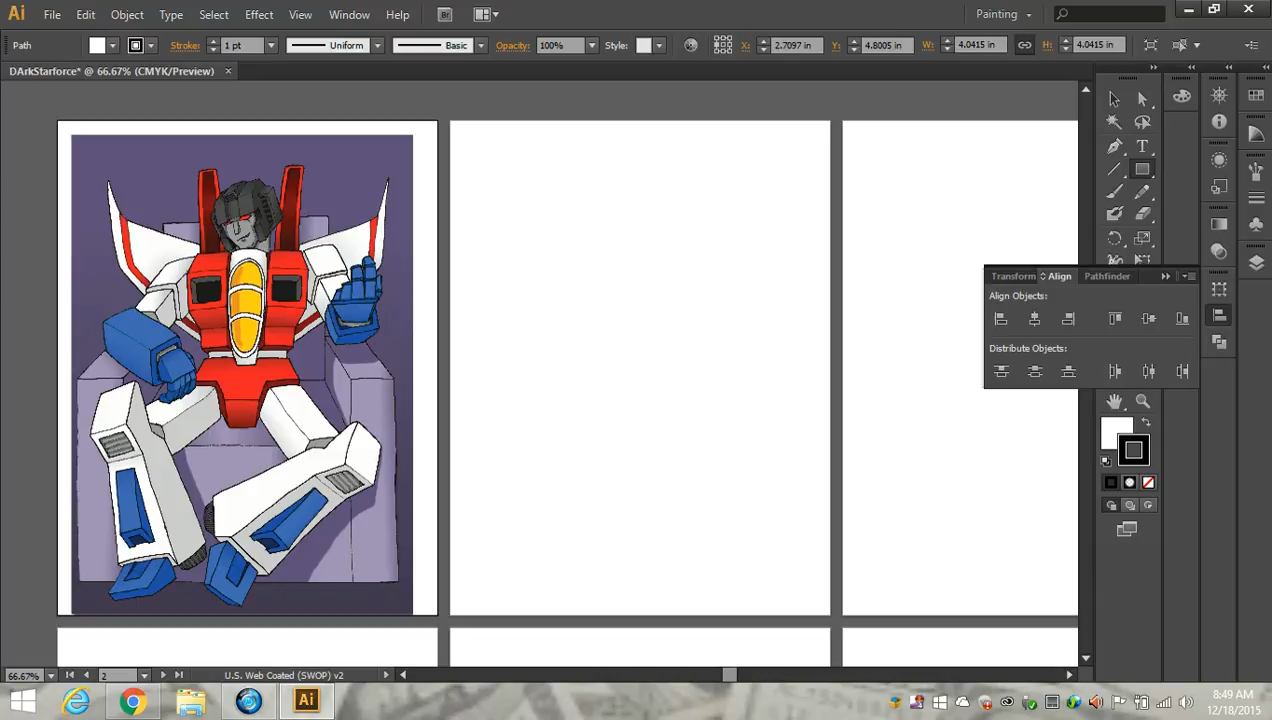 Ai File Edit Object Type Select Effect View Window Help Br Painting
Path Stroke: 1 pt Uniform Basic Opacity: 100% Style: X: 2.7097 in Y: 4.8005 in W: 4.0415 in H: 4.0415 in
DArkStarforce* @ 66.67% (CMYK/Preview) ×
T
Transform Align Pathfinder
Align Objects:
Distribute Objects:
66.67% 2 U.S. Web Coated (SWOP) v2
Ai
8:49 AM
12/18/2015